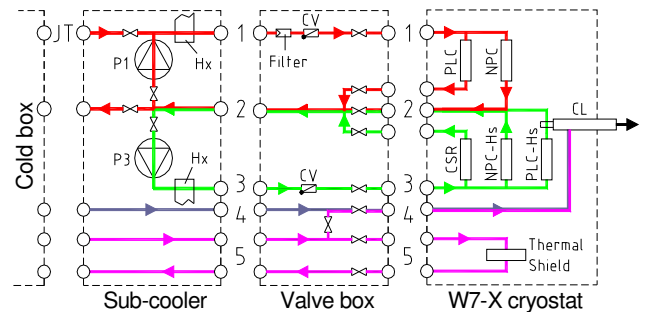 JT
1
CV
1
Hx
Filter
P1
PLC
NPC
2
2
CL
P3
Hx
CV
CSR
NPC-Hs
PLC-Hs
3
3
4
4
5
5
Thermal
Shield
Cold box
Sub-cooler
Valve box
W7-X cryostat